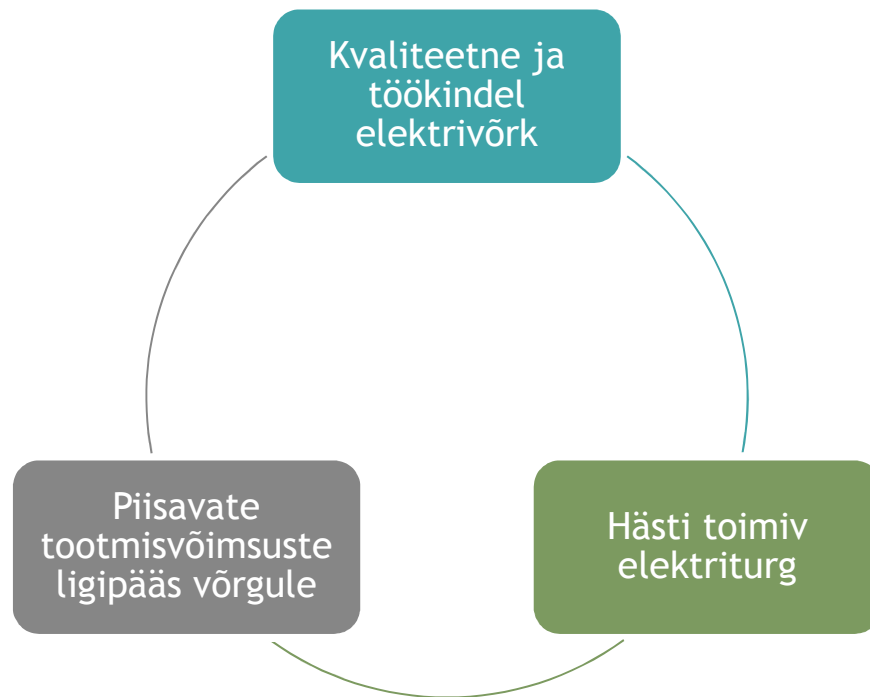 Kvaliteetne ja
töökindel
elektrivõrk
Piisavate
tootmisvõimsuste
ligipääs võrgule
Hästi toimiv
elektriturg